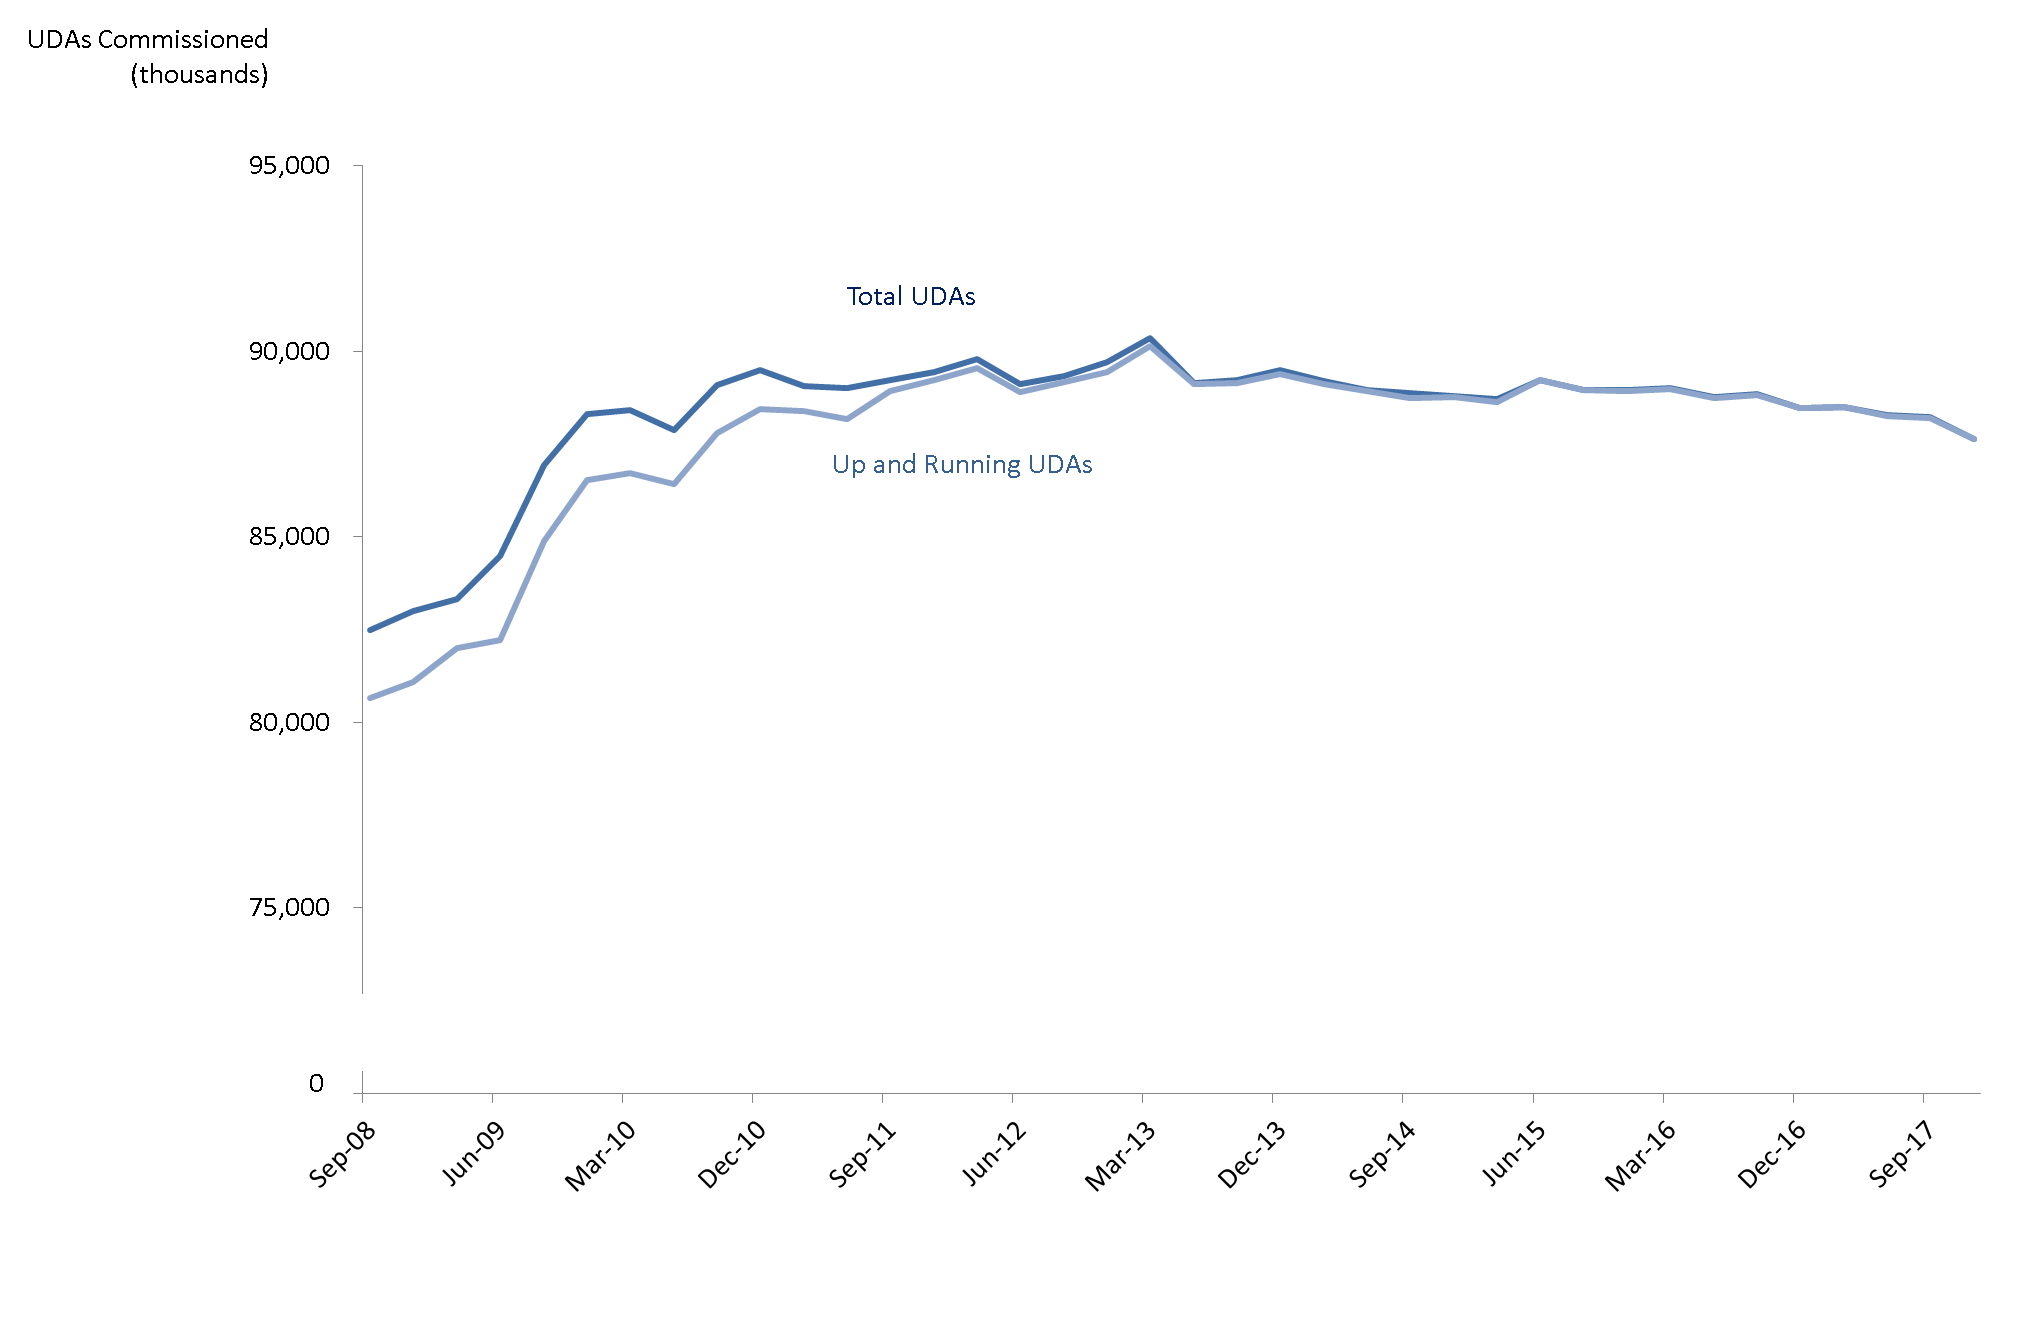 UDAs Commissioned
(thousands)
95,000
Total UDAs
90,000
Up and Running UDAs
85,000
80,000
75,000
0
Sep-08
Jun-09
Mar-10
Dec-10
Sep-11
Jun-12
Mar-13
Dec-13
Sep-14
Jun-15
Mar-16
Dec-16
Sep-17